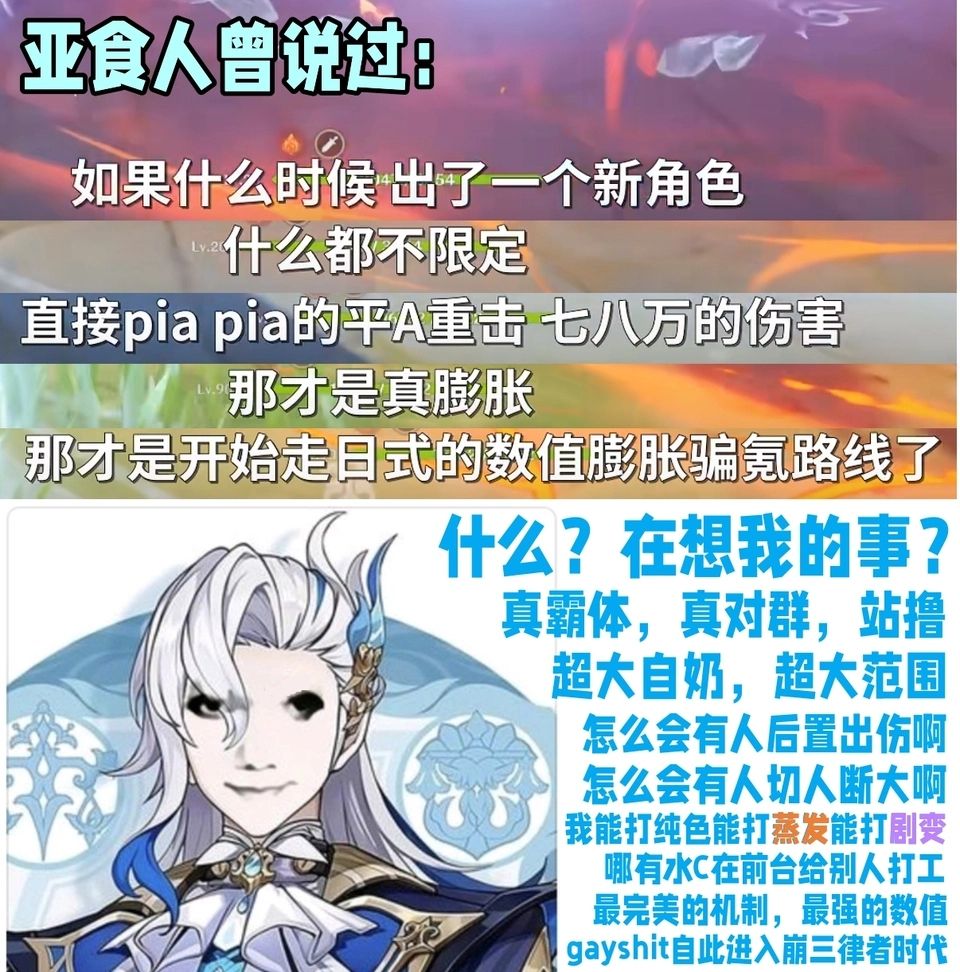 亚食人曾说过：
如果什么时候 出了一个新角色
什么都不限定
直接pia pia的平A重击 七八万的伤害
那才是真膨胀
那才是开始走日式的数值膨胀骗氪路线了
什么？在想我的事？
真霸体，真对群，站撸
超大自奶，超大范围
怎么会有人后置出伤啊
怎么会有人切人断大啊
我能打纯色能打蒸发能打剧变
哪有水C在前台给别人打工
最完美的机制，最强的数值
gayshit自此进入崩三律者时代